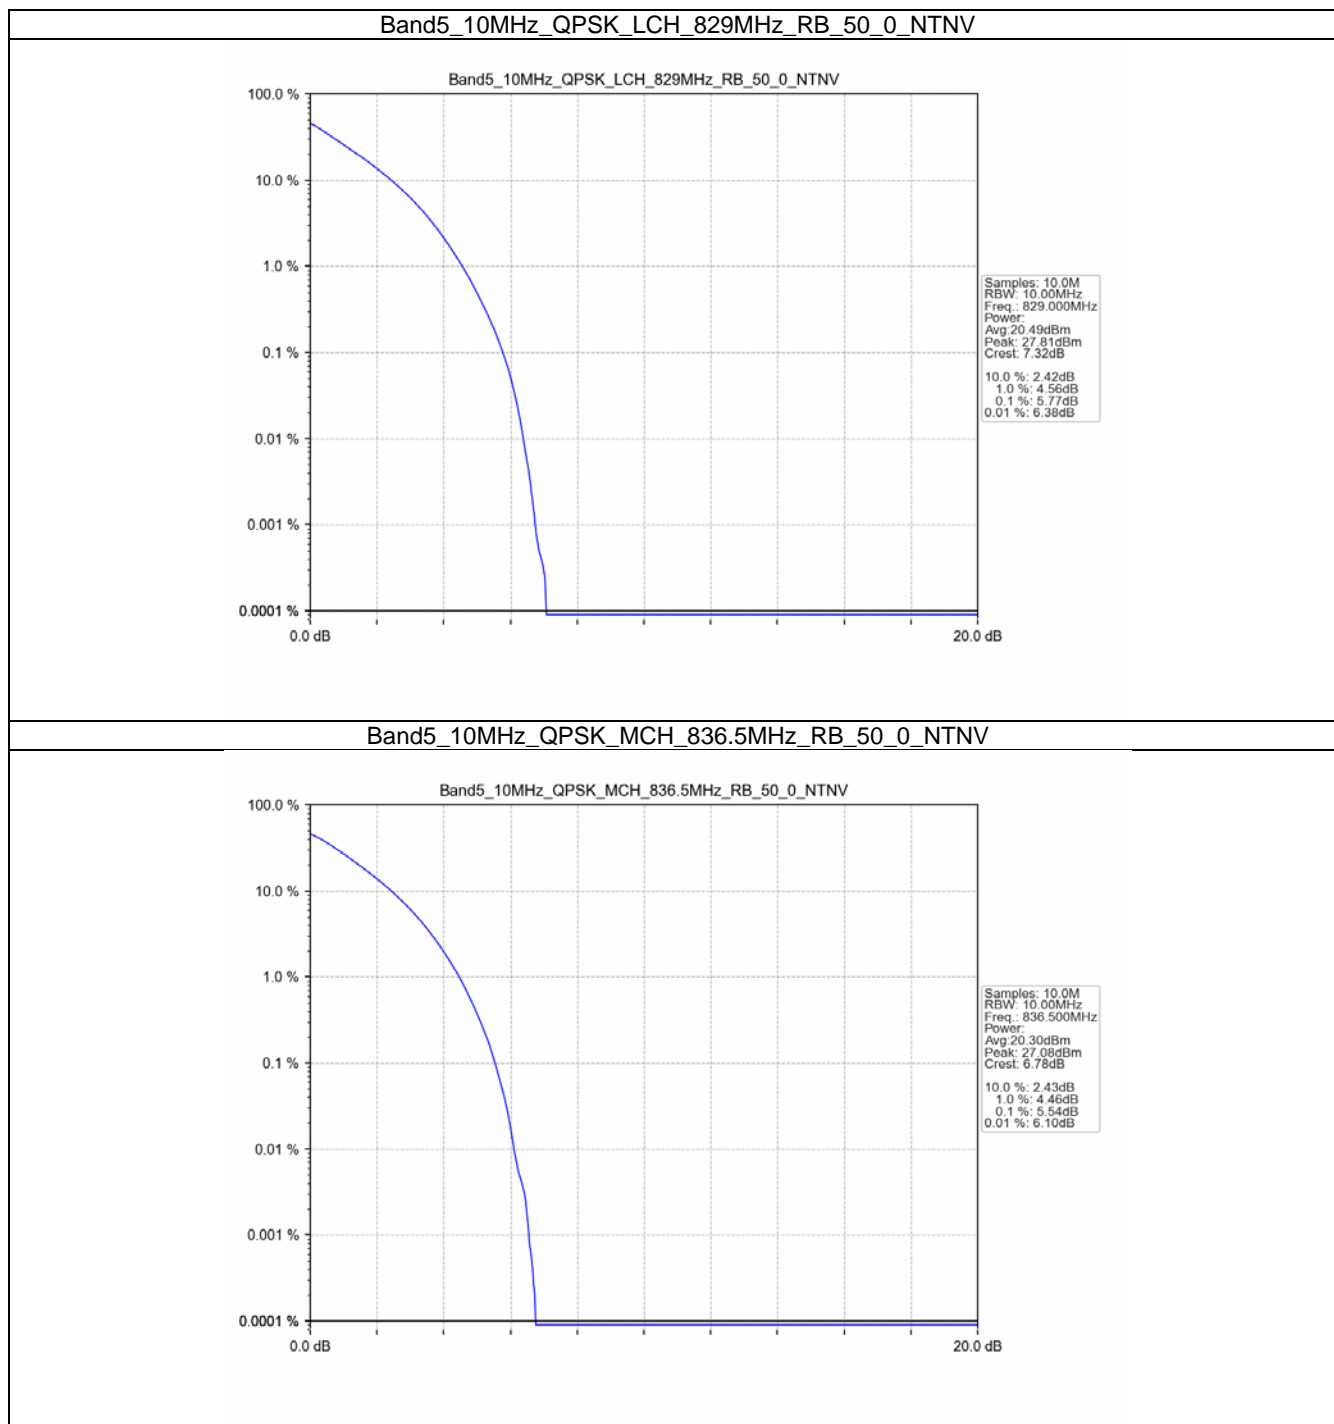 Band5_10MHz_QPSK_LCH_829MHz_RB_50_0_NTNV
Band5_10MHz_QPSK_LCH_829MHz_RB_50_0_NTNV
100.0 %
10.0 %
1.0 %
0.1 %
0.01 %
0.001 %
0.0001 %
0.0 dB
20.0 dB
Samples: 10.0M
RBW: 10.00MHz
Freq.: 829.000MHz
Power:
Avg:20.49dBm
Peak: 27.81dBm
Crest: 7.32dB
10.0 %: 2.42dB
1.0 %: 4.56dB
0.1 %: 5.77dB
0.01 %: 6.38dB
Band5_10MHz_QPSK_MCH_836.5MHz_RB_50_0_NTNV
Band5_10MHz_QPSK_MCH_836.5MHz_RB_50_0_NTNV
100.0 %
10.0 %
1.0 %
0.1 %
0.01 %
0.001 %
0.0001 %
0.0 dB
20.0 dB
Samples: 10.0M
RBW: 10.00MHz
Freq.: 836.500MHz
Power:
Avg:20.30dBm
Peak: 27.08dBm
Crest: 6.78dB
10.0 %: 2.43dB
1.0 %: 4.46dB
0.1 %: 5.54dB
0.01 %: 6.10dB